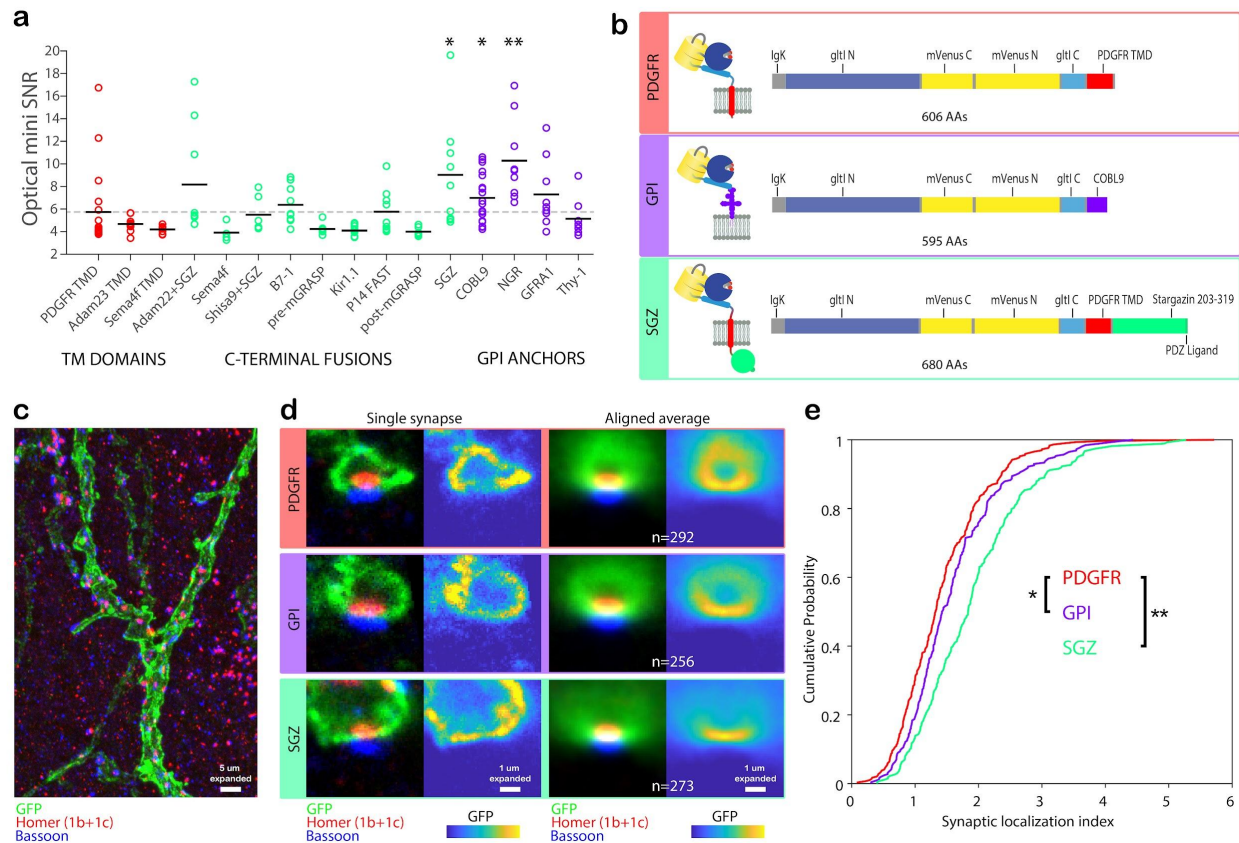 a
Optical mini SNR
20
18
16
14
12
10
8
6
4
2
* * **
PDGFR TMD
Adam23 TMD
Sema4f TMD
Adam22+SGZ
Sema4f
Shisa9+SGZ
B7-1
pre-mGRASP
Kir1.1
P14 FAST
post-mGRASP
SGZ
COBL9
NGR
GFRA1
Thy-1
TM DOMAINS C-TERMINAL FUSIONS GPI ANCHORS
b
PDGFR
IgK gltI N mVenus C mVenus N gltI C PDGFR TMD
606 AAs
GPI
IgK gltI N mVenus C mVenus N gltI C COBL9
595 AAs
SGZ
IgK gltI N mVenus C mVenus N gltI C PDGFR TMD Stargazin 203-319
PDZ Ligand
680 AAs
c
5 um
expanded
GFP
Homer (1b+1c)
Bassoon
d
Single synapse Aligned average
PDGFR
n=292
GPI
n=256
SGZ
1 um
expanded
n=273
1 um
expanded
GFP
Homer (1b+1c)
Bassoon
GFP
GFP
Homer (1b+1c)
Bassoon
GFP
e
Cumulative Probability
1
0.8
0.6
0.4
0.2
0
PDGFR
* GPI **
SGZ
0 1 2 3 4 5 6
Synaptic localization index